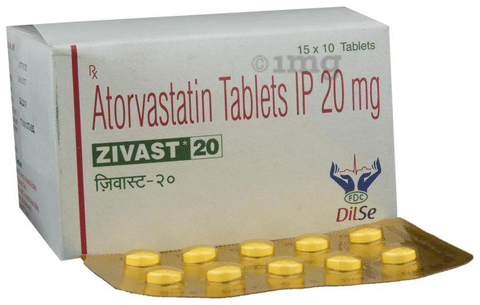 15 x 10 Tablets
1mg
Rx
Atorvastatin Tablets IP 20 mg
ZIVAST* 20
ज़िवास्ट-२०
FDC
DilSe